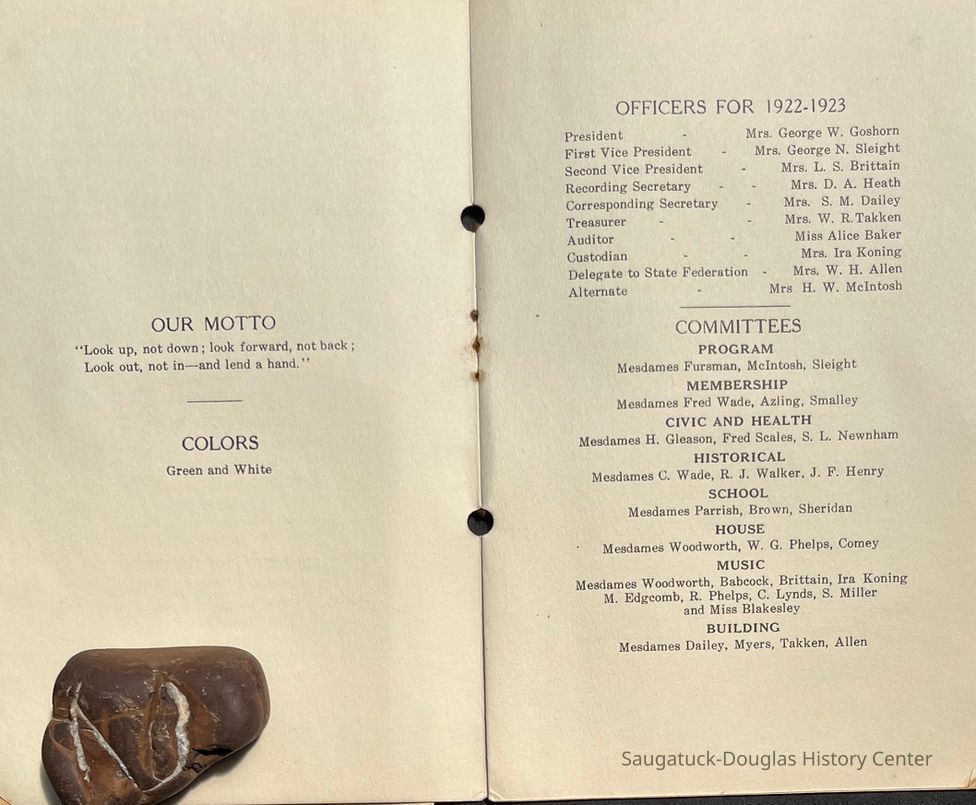 OUR MOTTO
“Look up, not down; look forward, not back;
Look out, not in—and lend a hand.”
COLORS
Green and White
OFFICERS FOR 1922-1923
President - Mrs. George W. Goshorn
First Vice President - Mrs. George N. Sleight
Second Vice President - Mrs. L. S. Brittain
Recording Secretary - - Mrs. D. A. Heath
Corresponding Secretary - Mrs. S. M. Dailey
Treasurer - - Mrs. W. R. Takken
Auditor - - Miss Alice Baker
Custodian - - Mrs. Ira Koning
Delegate to State Federation - Mrs. W. H. Allen
Alternate - Mrs H. W. McIntosh
COMMITTEES
PROGRAM
Mesdames Fursman, McIntosh, Sleight
MEMBERSHIP
Mesdames Fred Wade, Azling, Smalley
CIVIC AND HEALTH
Mesdames H. Gleason, Fred Scales, S. L. Newnham
HISTORICAL
Mesdames C. Wade, R. J. Walker, J. F. Henry
SCHOOL
Mesdames Parrish, Brown, Sheridan
HOUSE
Mesdames Woodworth, W. G. Phelps, Comey
MUSIC
Mesdames Woodworth, Babcock, Brittain, Ira Koning
M. Edgcomb, R. Phelps, C. Lynds, S. Miller
and Miss Blakesley
BUILDING
Mesdames Dailey, Myers, Takken, Allen
Saugatuck-Douglas History Center